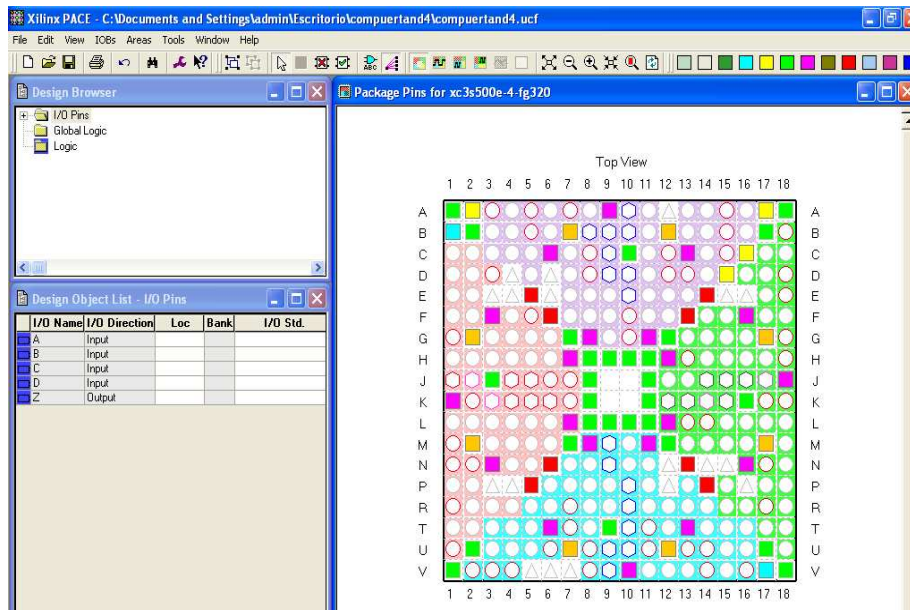 Xilinx PACE - C:\Documents and Settings\admin\Escritorio\compuertand4\compuertand4.ucf
File Edit View IOBs Areas Tools Window Help
ABC
Design Browser
I/O Pins
Global Logic
Logic
Design Object List - I/O Pins
I/O Name I/O Direction Loc Bank I/O Std.
A Input
B Input
C Input
D Input
Z Output
Package Pins for xc3s500e-4-fg320
Top View
1 2 3 4 5 6 7 8 9 10 11 12 13 14 15 16 17 18
A A
B B
C C
D D
E E
F F
G G
H H
J J
K K
L L
M M
N N
P P
R R
T T
U U
V V
1 2 3 4 5 6 7 8 9 10 11 12 13 14 15 16 17 18